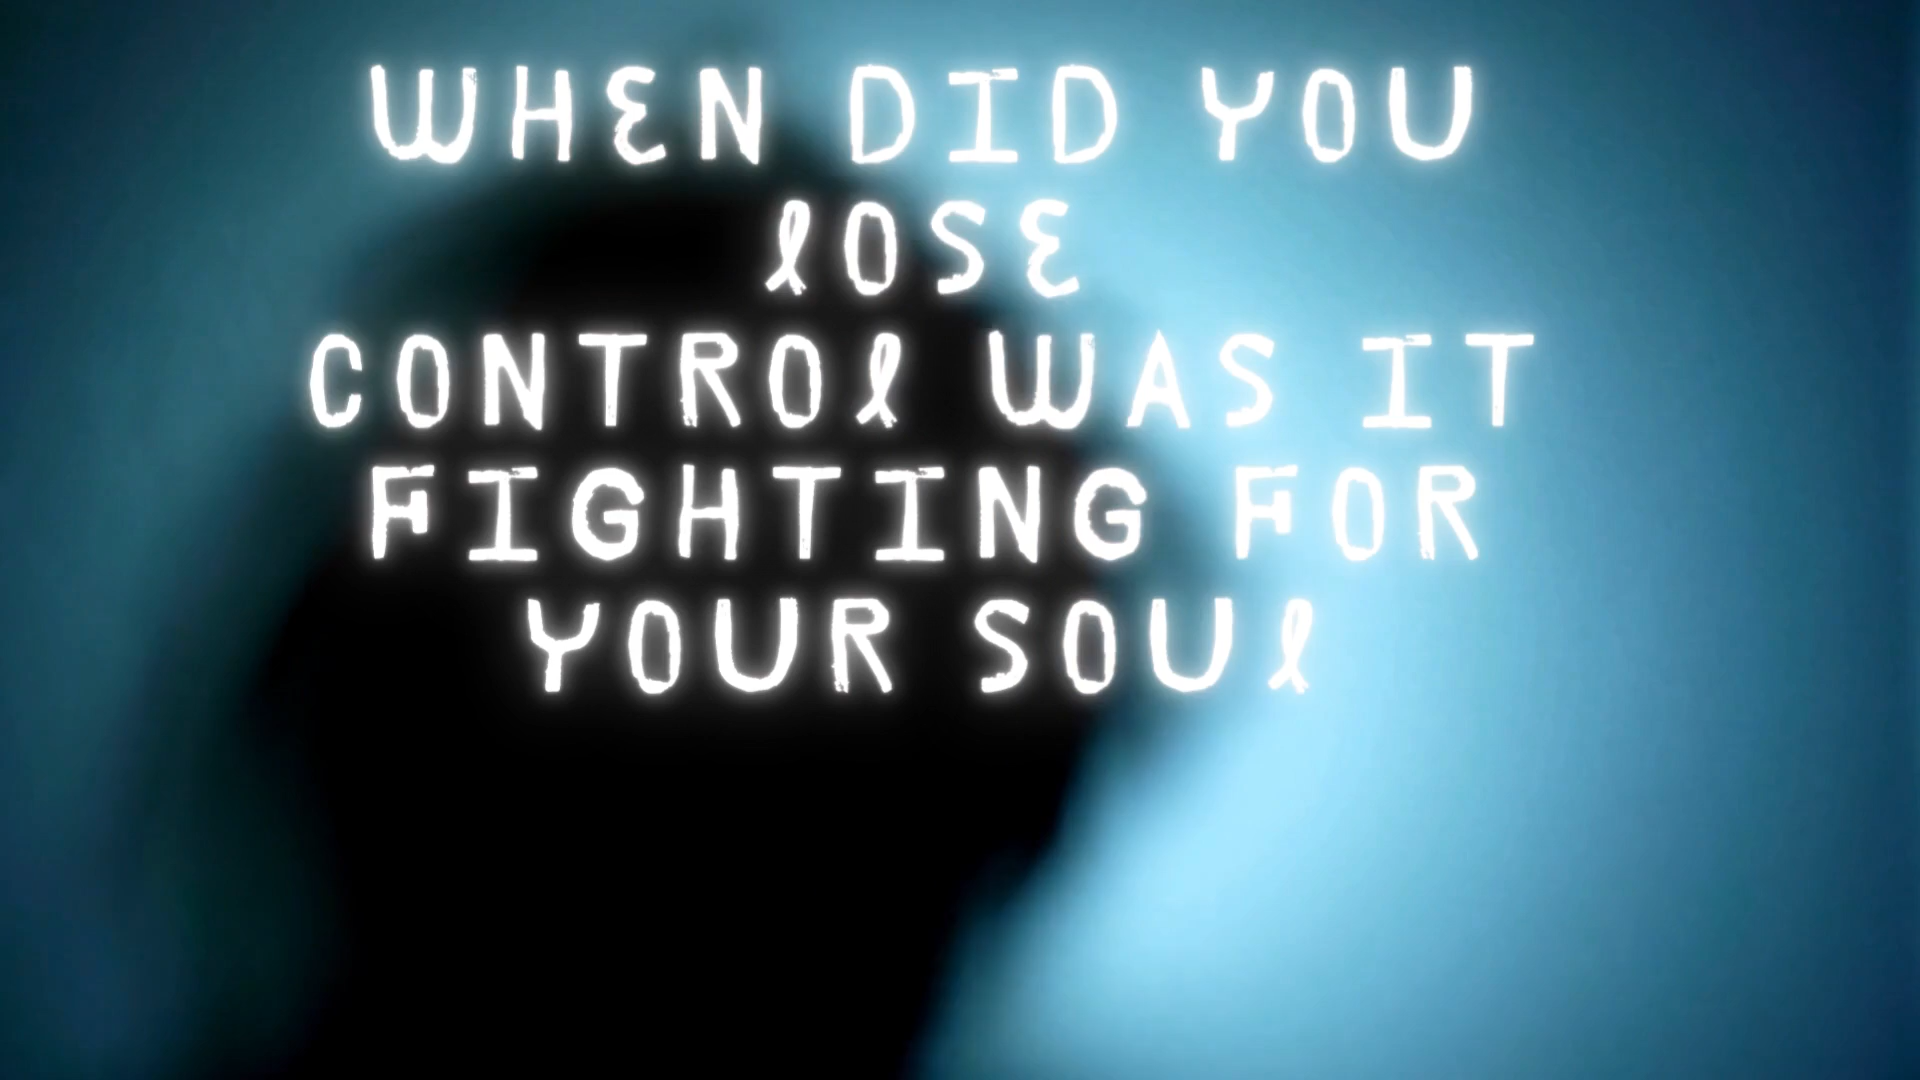 WHEN DID YOU
lOSE
CONTROl WAS IT
FIGHTING FOR
YOUR SOUl